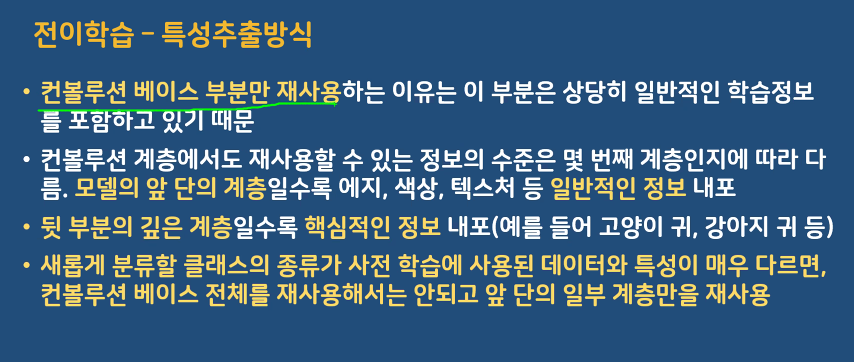 전이학습 – 특성추출방식
• 컨볼루션 베이스 부분만 재사용하는 이유는 이 부분은 상당히 일반적인 학습정보
를 포함하고 있기 때문
• 컨볼루션 계층에서도 재사용할 수 있는 정보의 수준은 몇 번째 계층인지에 따라 다
름. 모델의 앞 단의 계층일수록 에지, 색상, 텍스처 등 일반적인 정보 내포
• 뒷 부분의 깊은 계층일수록 핵심적인 정보 내포(예를 들어 고양이 귀, 강아지 귀 등)
• 새롭게 분류할 클래스의 종류가 사전 학습에 사용된 데이터와 특성이 매우 다르면,
컨볼루션 베이스 전체를 재사용해서는 안되고 앞 단의 일부 계층만을 재사용